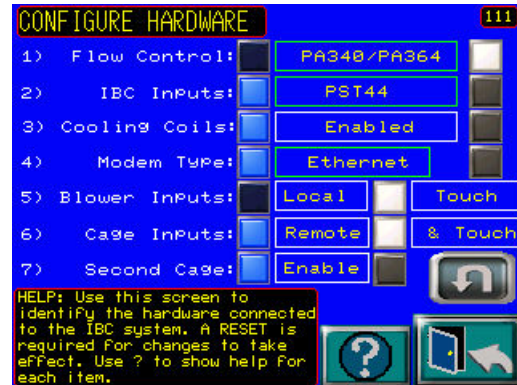 CONFIGURE HARDWARE 111
1) Flow Control: PA340/PA364
2) IBC Inputs: PST44
3) Cooling Coils: Enabled
4) Modem Type: Ethernet
5) Blower Inputs: Local Touch
6) Cage Inputs: Remote & Touch
7) Second Cage: Enable
HELP: Use this screen to
identify the hardware connected
to the IBC system. A RESET is
required for changes to take
effect. Use ? to show help for
each item.
?